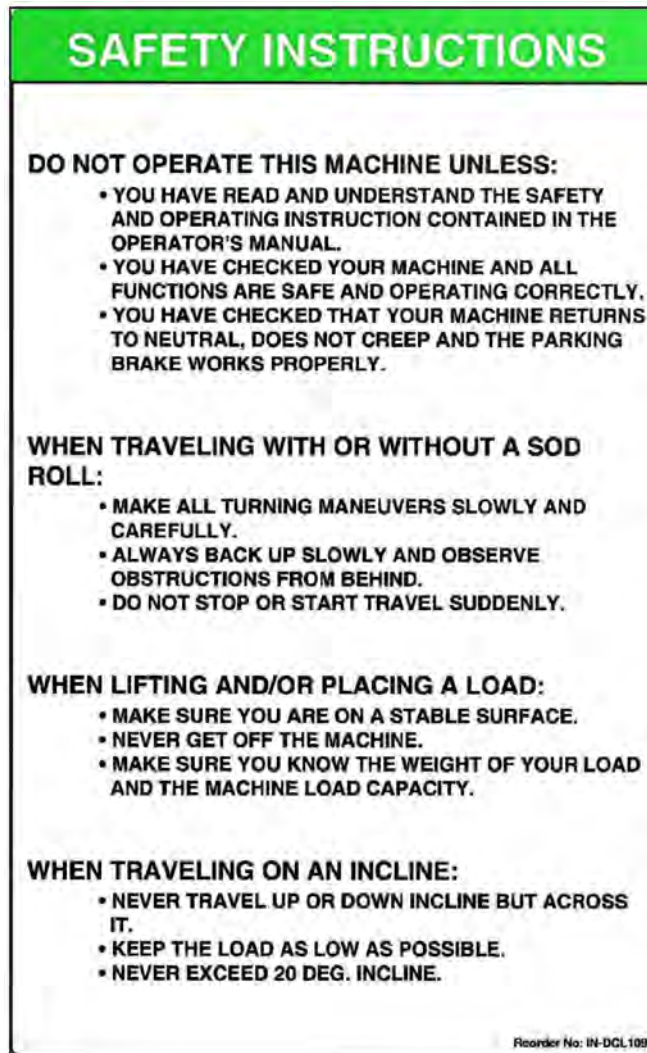 SAFETY INSTRUCTIONS
DO NOT OPERATE THIS MACHINE UNLESS:
• YOU HAVE READ AND UNDERSTAND THE SAFETY
AND OPERATING INSTRUCTION CONTAINED IN THE
OPERATOR'S MANUAL.
• YOU HAVE CHECKED YOUR MACHINE AND ALL
FUNCTIONS ARE SAFE AND OPERATING CORRECTLY.
• YOU HAVE CHECKED THAT YOUR MACHINE RETURNS
TO NEUTRAL, DOES NOT CREEP AND THE PARKING
BRAKE WORKS PROPERLY.
WHEN TRAVELING WITH OR WITHOUT A SOD
ROLL:
• MAKE ALL TURNING MANEUVERS SLOWLY AND
CAREFULLY.
• ALWAYS BACK UP SLOWLY AND OBSERVE
OBSTRUCTIONS FROM BEHIND.
• DO NOT STOP OR START TRAVEL SUDDENLY.
WHEN LIFTING AND/OR PLACING A LOAD:
• MAKE SURE YOU ARE ON A STABLE SURFACE.
• NEVER GET OFF THE MACHINE.
• MAKE SURE YOU KNOW THE WEIGHT OF YOUR LOAD
AND THE MACHINE LOAD CAPACITY.
WHEN TRAVELING ON AN INCLINE:
• NEVER TRAVEL UP OR DOWN INCLINE BUT ACROSS
IT.
• KEEP THE LOAD AS LOW AS POSSIBLE.
• NEVER EXCEED 20 DEG. INCLINE.
Reorder No: IN-DCL109